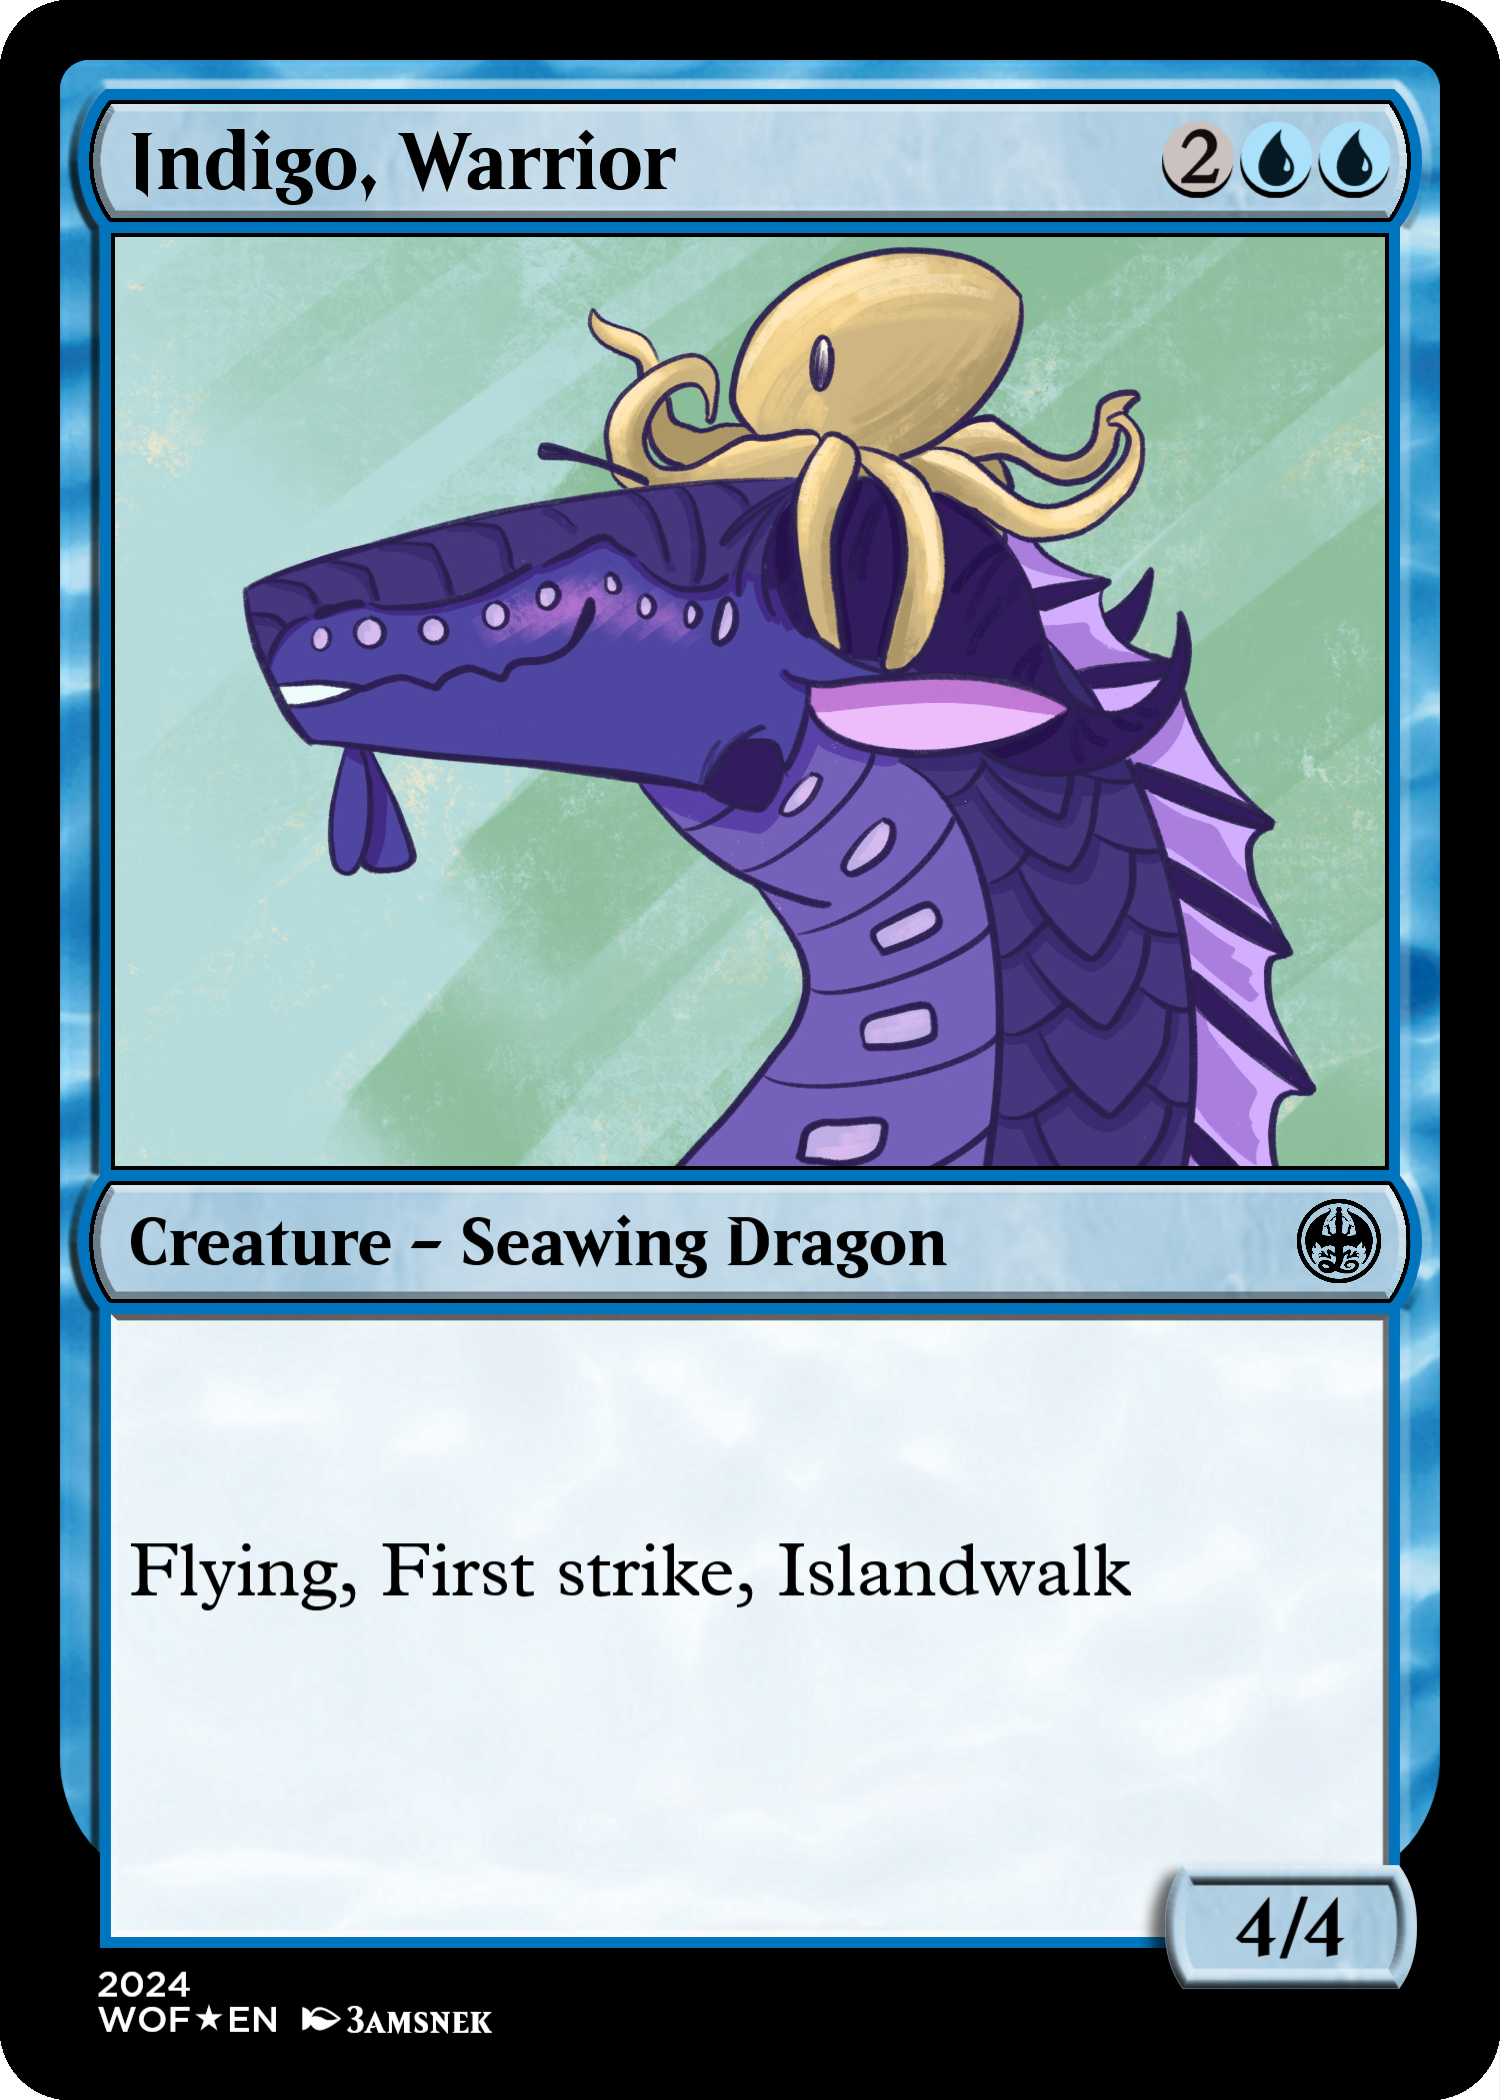 Indigo, Warrior 2
Creature – Seawing Dragon
Flying, First strike, Islandwalk
4/4
2024
WOF★EN 3AMSNEK